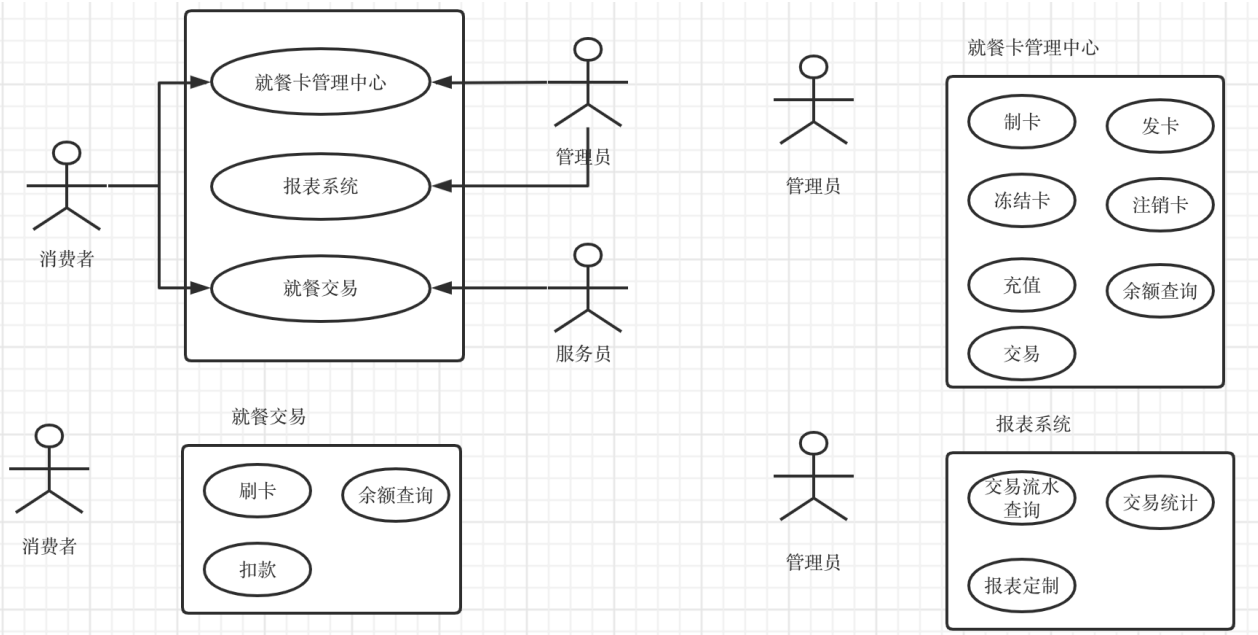 就餐卡管理中心
管理员
报表系统
消费者
就餐交易
服务员
就餐卡管理中心
制卡
发卡
管理员
冻结卡
注销卡
充值
余额查询
交易
就餐交易
刷卡
余额查询
消费者
扣款
报表系统
交易流水
查询
交易统计
管理员
报表定制